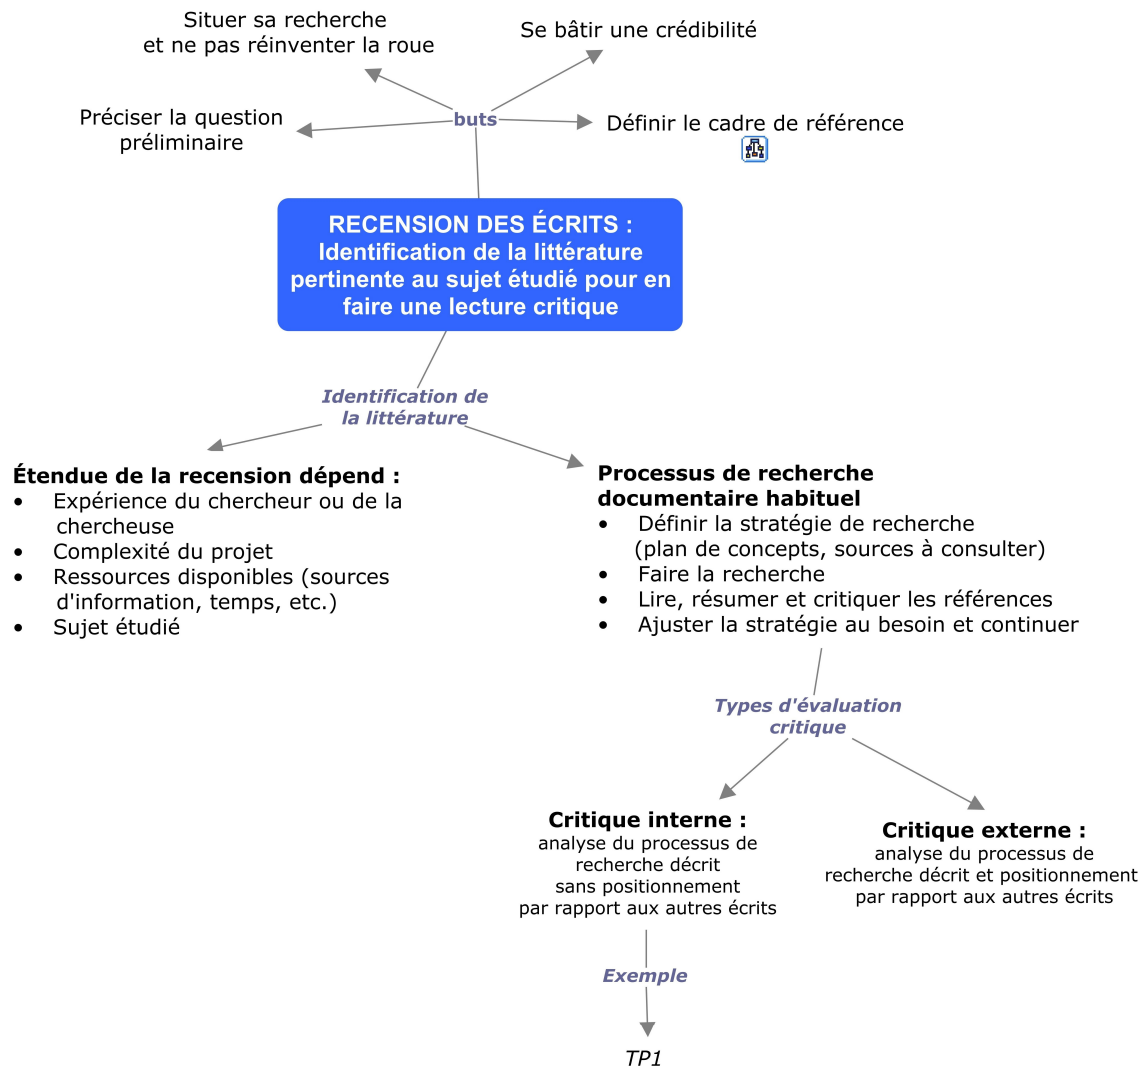 Situer sa recherche
et ne pas réinventer la roue
Se bâtir une crédibilité
Préciser la question
préliminaire
buts
Définir le cadre de référence
RECENSION DES ÉCRITS :
Identification de la littérature
pertinente au sujet étudié pour en
faire une lecture critique
Identification de
la littérature
Étendue de la recension dépend :
• Expérience du chercheur ou de la
chercheuse
• Complexité du projet
• Ressources disponibles (sources
d'information, temps, etc.)
• Sujet étudié
Processus de recherche
documentaire habituel
• Définir la stratégie de recherche
(plan de concepts, sources à consulter)
• Faire la recherche
• Lire, résumer et critiquer les références
• Ajuster la stratégie au besoin et continuer
Types d'évaluation
critique
Critique interne :
analyse du processus de
recherche décrit
sans positionnement
par rapport aux autres écrits
Critique externe :
analyse du processus de
recherche décrit et positionnement
par rapport aux autres écrits
Exemple
TP1